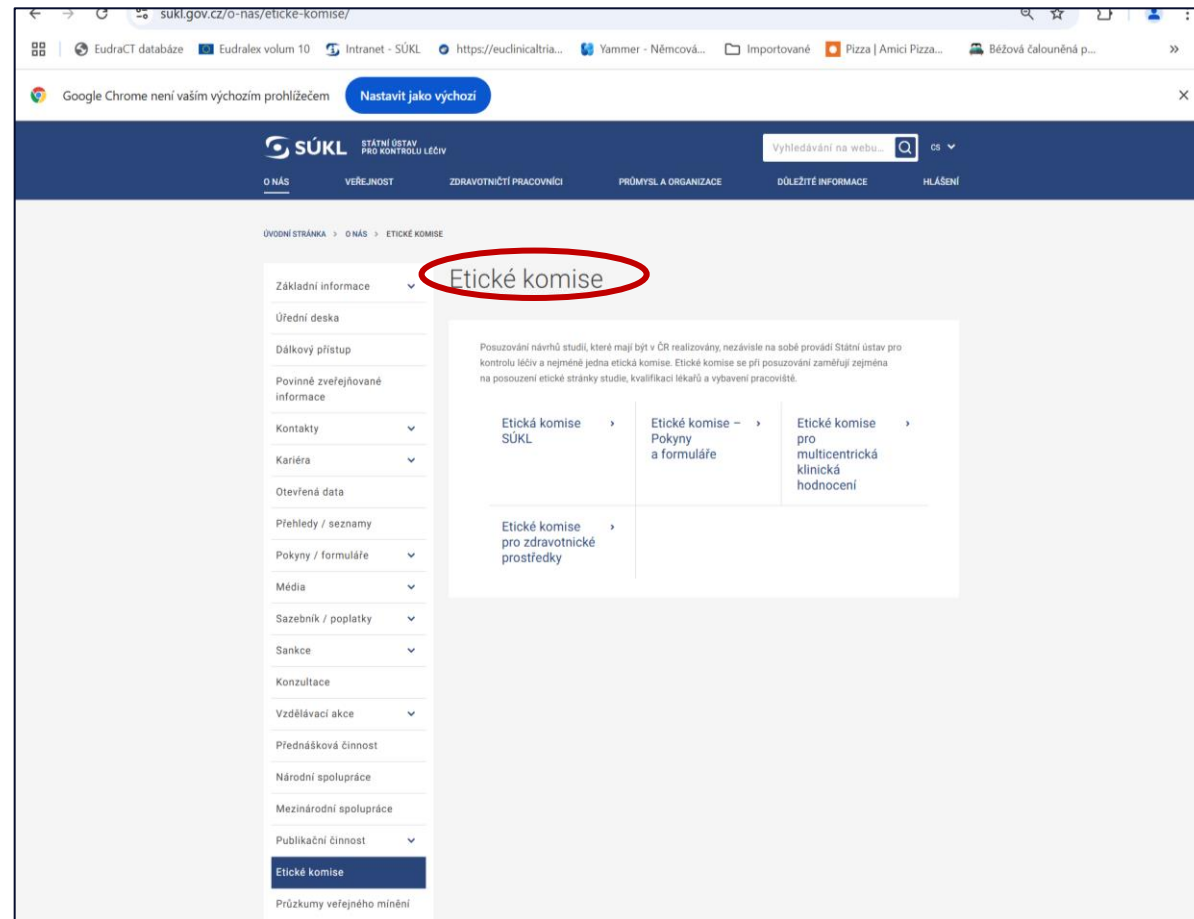 sukl.gov.cz/o-nas/eticke-komise/
EudraCT databáze Eudralex volum 10 Intranet - SÚKL https://euclinicaltria... Yammer - Němcová... Importované Pizza | Amici Pizza... Béžová čalouněná p... »
Google Chrome není vaším výchozím prohlížečem Nastavit jako výchozí
SÚKL STÁTNÍ ÚSTAV
PRO KONTROLU LÉČIV
Vyhledávání na webu... cs
O NÁS VEŘEJNOST ZDRAVOTNIČTÍ PRACOVNÍCI PRŮMYSL A ORGANIZACE DŮLEŽITÉ INFORMACE HLÁŠENÍ
ÚVODNÍ STRÁNKA > O NÁS > ETICKÉ KOMISE
Základní informace
Úřední deska
Dálkový přístup
Povinně zveřejňované
informace
Kontakty
Kariéra
Otevřená data
Přehledy / seznamy
Pokyny / formuláře
Média
Sazebník / poplatky
Sankce
Konzultace
Vzdělávací akce
Přednášková činnost
Národní spolupráce
Mezinárodní spolupráce
Publikační činnost
Etické komise
Průzkumy veřejného mínění
Etické komise
Posuzování návrhů studií, které mají být v ČR realizovány, nezávisle na sobě provádí Státní ústav pro
kontrolu léčiv a nejméně jedna etická komise. Etické komise se při posuzování zaměřují zejména
na posouzení etické stránky studie, kvalifikaci lékařů a vybavení pracoviště.
Etická komise
SÚKL
Etické komise –
Pokyny
a formuláře
Etické komise
pro
multicentrická
klinická
hodnocení
Etické komise
pro zdravotnické
prostředky